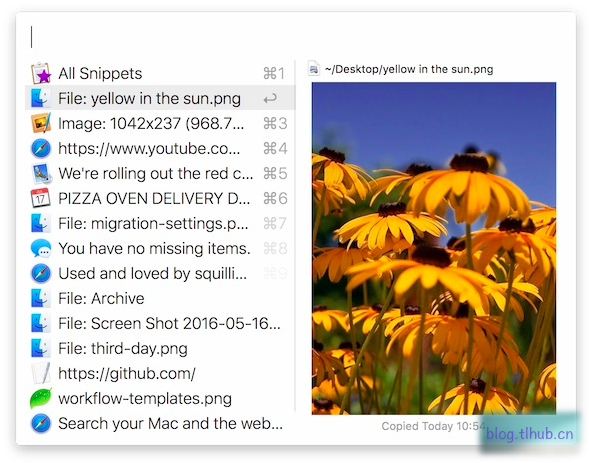 All Snippets ⌘1
File: yellow in the sun.png ↩
Image: 1042x237 (968.7... ⌘3
https://www.youtube.co... ⌘4
We're rolling out the red c... ⌘5
PIZZA OVEN DELIVERY D... ⌘6
File: migration-settings.p... ⌘7
You have no missing items. ⌘8
Used and loved by squilli... ⌘9
File: Archive
File: Screen Shot 2016-05-16...
File: third-day.png
https://github.com/
workflow-templates.png
Search your Mac and the web...
~/Desktop/yellow in the sun.png
Copied Today 10:54
blog.tlhub.cn